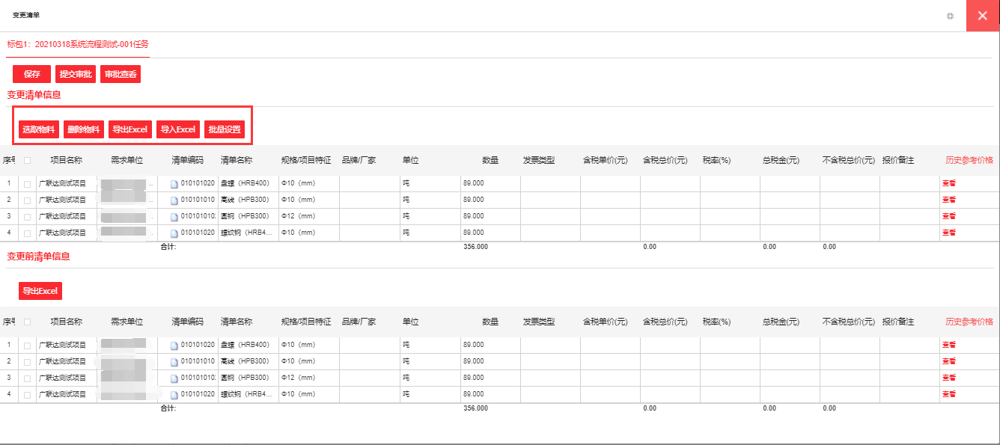 变更清单
标包1：20210318系统流程测试-001任务
保存 提交审批 审批查看
变更清单信息
选取物料 删除物料 导出Excel 导入Excel 批量设置
序号 项目名称 需求单位 清单编码 清单名称 规格/项目特征 品牌/厂家 单位 数量 发票类型 含税单价(元) 含税总价(元) 税率(%) 总税金(元) 不含税总价(元) 报价备注 历史参考价格
1 广联达测试项目 .. 010101020 盘螺（HRB400） Φ10（mm） 吨 89.000 查看
2 广联达测试项目 .. 010101010 高线（HPB300） Φ10（mm） 吨 89.000 查看
3 广联达测试项目 . 010101010: 圆钢（HPB300） Φ12（mm） 吨 89.000 查看
4 广联达测试项目 . 010101020 螺纹钢（HRB4... Φ10（mm） 吨 89.000 查看
合计: 356.000 0.00 0.00 0.00
变更前清单信息
导出Excel
序号 项目名称 需求单位 清单编码 清单名称 规格/项目特征 品牌/厂家 单位 数量 发票类型 含税单价(元) 含税总价(元) 税率(%) 总税金(元) 不含税总价(元) 报价备注 历史参考价格
1 广联达测试项目 010101020 盘螺（HRB400） Φ10（mm） 吨 89.000 查看
2 广联达测试项目 010101010 高线（HPB300） Φ10（mm） 吨 89.000 查看
3 广联达测试项目 010101010: 圆钢（HPB300） Φ12（mm） 吨 89.000 查看
4 广联达测试项目 010101020 螺纹钢（HRB4... Φ10（mm） 吨 89.000 查看
合计: 356.000 0.00 0.00 0.00